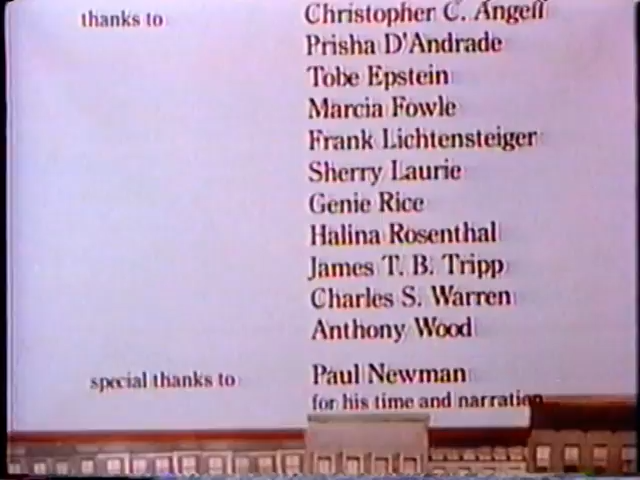 thanks to Christopher C. Angell
Prisha D'Andrade
Tobe Epstein
Marcia Fowle
Frank Lichtensteiger
Sherry Laurie
Genie Rice
Halina Rosenthal
James T. B. Tripp
Charles S. Warren
Anthony Wood
special thanks to Paul Newman
for his time and narration